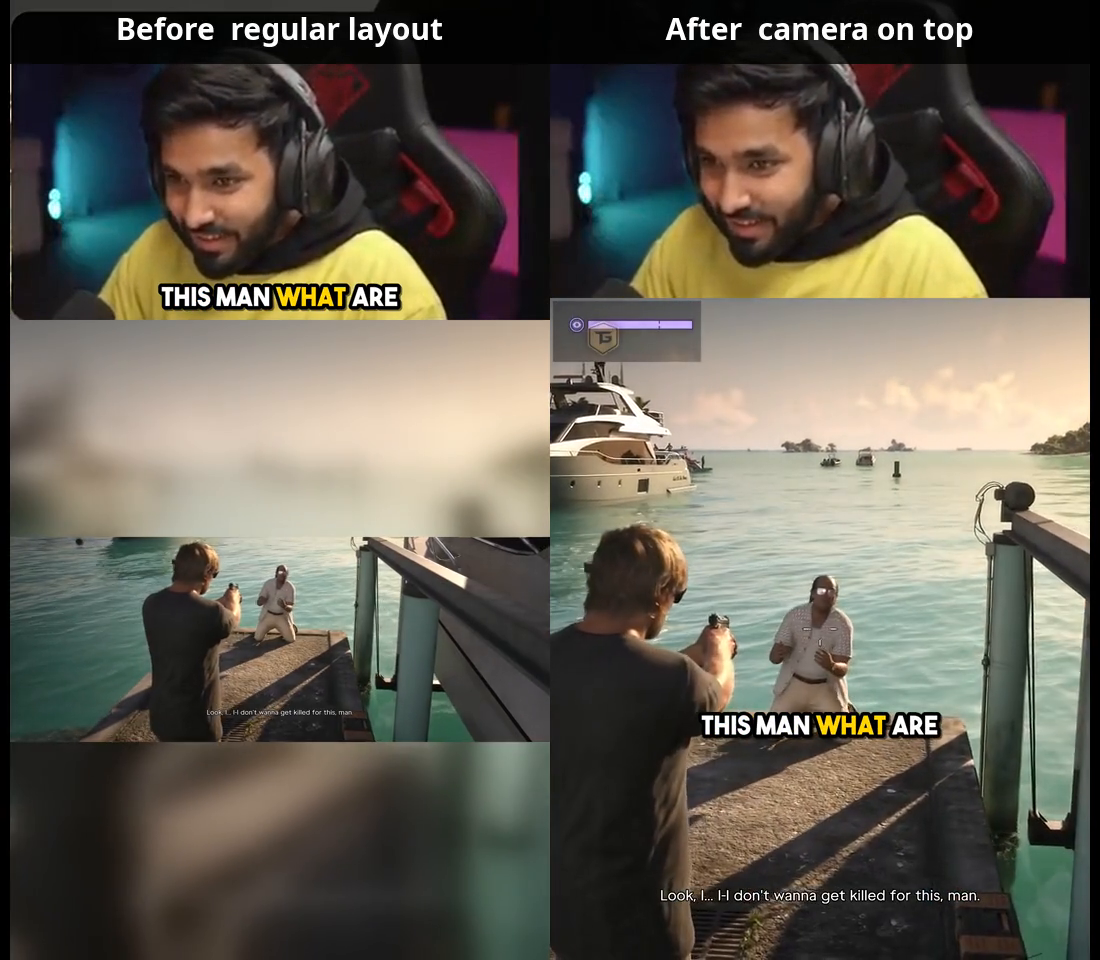 Before  regular layout
After  camera on top
THIS MAN WHAT ARE
TG
THIS MAN WHAT ARE
Look, I... I-I don't wanna get killed for this, man
Look, I... I-I don't wanna get killed for this, man.